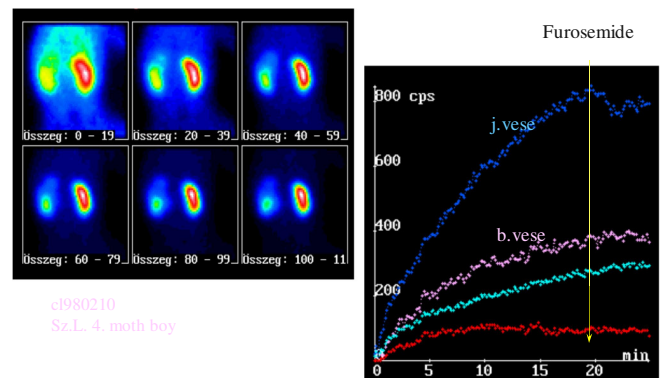 Furosemide
Összeg: 0 - 19
Összeg: 20 - 39
Összeg: 40 - 59
Összeg: 60 - 79
Összeg: 80 - 99
Összeg: 100 - 11
800 cps
j.vese
600
400
b.vese
200
0
5
10
15
20
min
cl980210
Sz.L. 4. moth boy